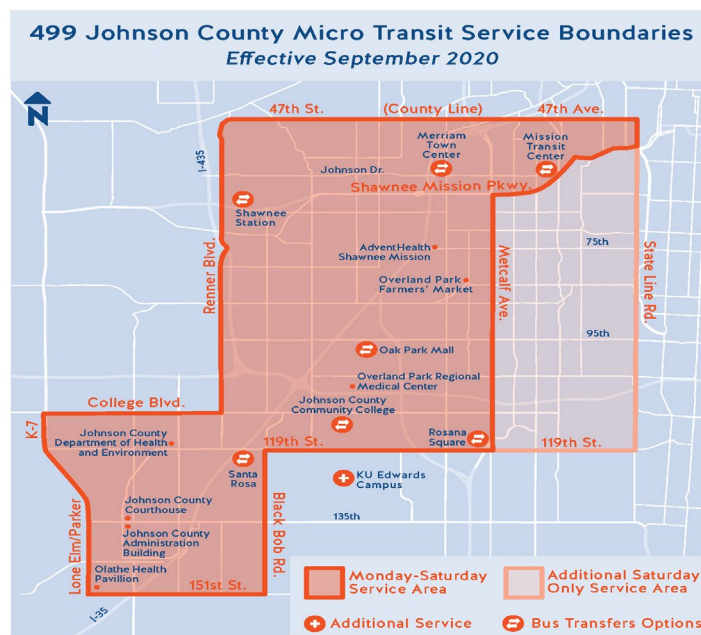 499 Johnson County Micro Transit Service Boundaries
Effective September 2020
N
47th St.
(County Line)
47th Ave.
Merriam
Town
Center
Mission
Transit
Center
I-435
Johnson Dr.
Shawnee Mission Pkwy.
Shawnee
Station
Renner Blvd.
AdventHealth
Shawnee Mission
Metcalf Ave.
75th
State Line Rd.
Overland Park
Farmers' Market
95th
Oak Park Mall
Overland Park Regional
Medical Center
College Blvd.
Johnson County
Community College
K-7
Johnson County
Department of Health
and Environment
119th St.
Rosana
Square
119th St.
Santa
Rosa
KU Edwards
Campus
Johnson County
Courthouse
Black Bob Rd.
135th
Johnson County
Administration
Building
Lone Elm/Parker
Olathe Health
Pavillion
151st St.
I-35
Monday-Saturday
Service Area
Additional Saturday
Only Service Area
Additional Service
Bus Transfers Options